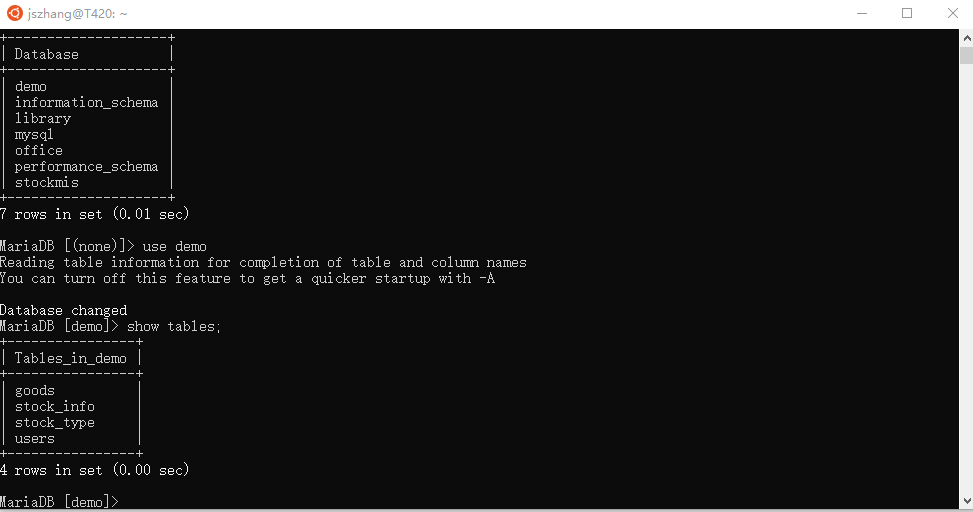 jszhang@T420: ~
+--------------------+
| Database           |
+--------------------+
| demo               |
| information_schema |
| library            |
| mysql              |
| office             |
| performance_schema |
| stockmis           |
+--------------------+
7 rows in set (0.01 sec)
MariaDB [(none)]> use demo
Reading table information for completion of table and column names
You can turn off this feature to get a quicker startup with -A
Database changed
MariaDB [demo]> show tables;
+----------------+
| Tables_in_demo |
+----------------+
| goods          |
| stock_info     |
| stock_type     |
| users          |
+----------------+
4 rows in set (0.00 sec)
MariaDB [demo]>